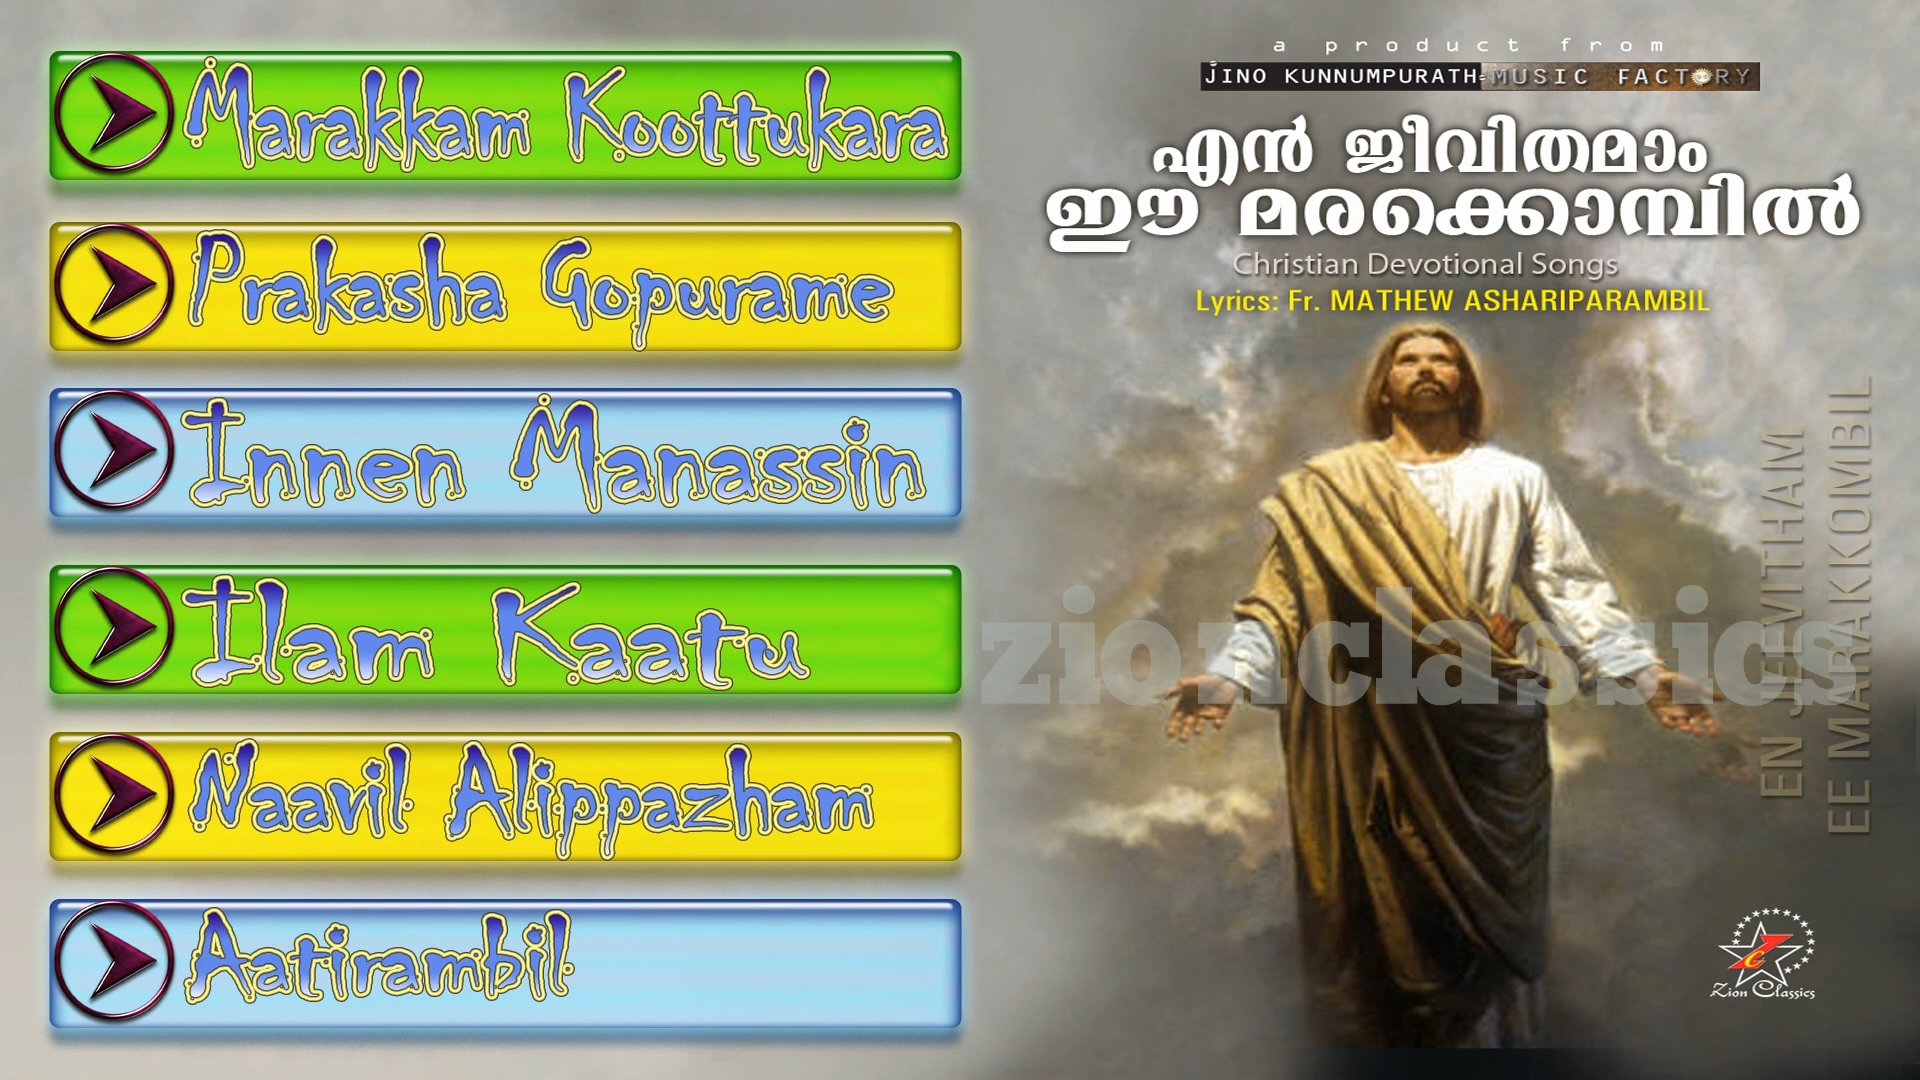 Marakkam Koottukara
Prakasha Gopurame
Innen Manassin
Ilam Kaatu
Naavil Alippazham
Aatirambil
a product from
JINO KUNNUMPURATH-MUSIC FACTORY
എൻ ജീവിതമാം
ഈ മരക്കൊമ്പിൽ
Christian Devotional Songs
Lyrics: Fr. MATHEW ASHARIPARAMBIL
EN JEEVITHAM
EE MARAKKOMBIL
zionclassics
Zion Classics